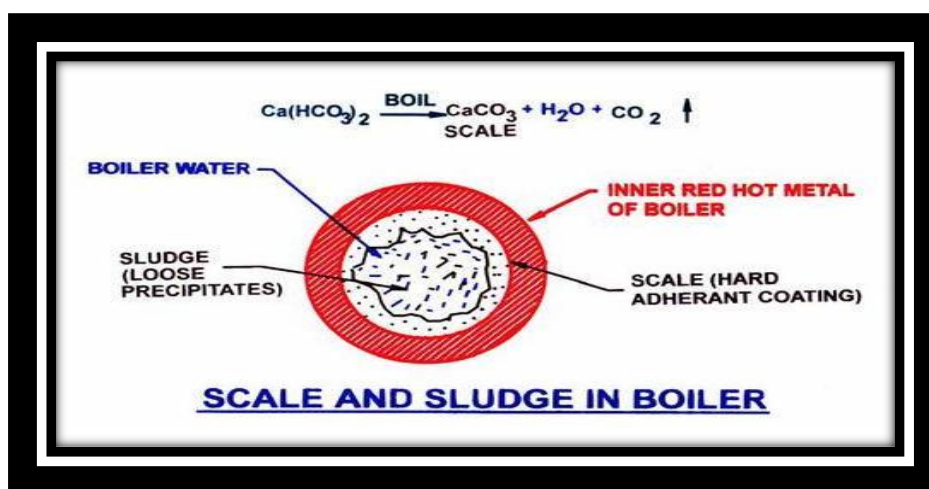 Ca(HCO₃)₂ BOIL → CaCO₃ + H₂O + CO₂ ↑
SCALE
BOILER WATER
INNER RED HOT METAL
OF BOILER
SLUDGE
(LOOSE
PRECIPITATES)
SCALE (HARD
ADHERANT COATING)
SCALE AND SLUDGE IN BOILER